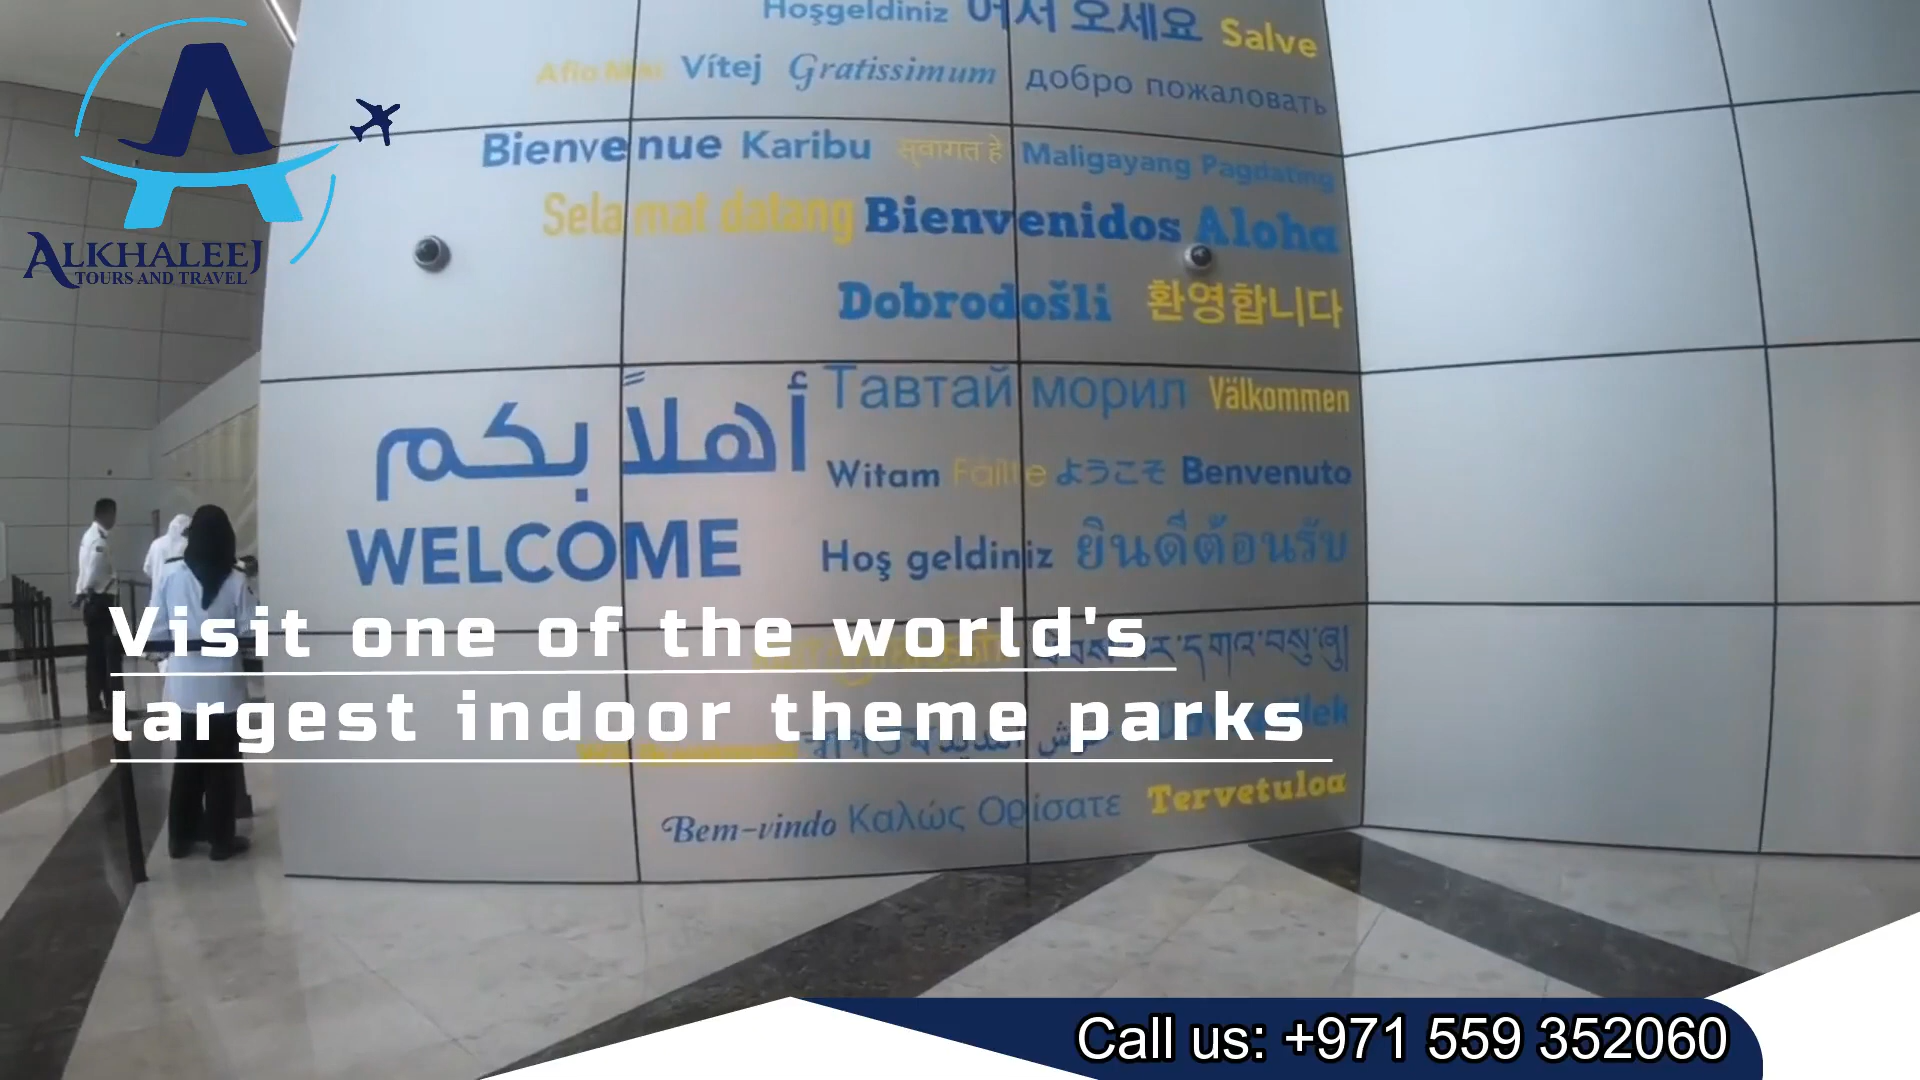 Hoşgeldiniz 어서 오세요 Salve
Vítej Gratissimum добро пожаловать
Bienvenue Karibu स्वागत हे Maligayang Pagdating
Selamat datang Bienvenidos Aloha
Dobrodošli 환영합니다
أهلاً بكم Тавтай морил Välkommen
Witam Fáilte ようこそ Benvenuto
WELCOME Hoş geldiniz ยินดีต้อนรับ
Bem-vindo Καλώς Ορίσατε Tervetuloa
ALKHALEEJ
TOURS AND TRAVEL
Visit one of the world's
largest indoor theme parks
Call us: +971 559 352060